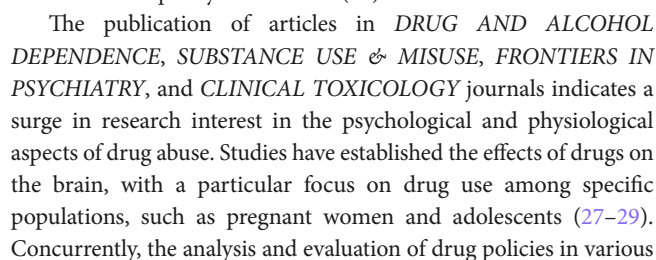 The publication of articles in DRUG AND ALCOHOL
DEPENDENCE, SUBSTANCE USE & MISUSE, FRONTIERS IN
PSYCHIATRY, and CLINICAL TOXICOLOGY journals indicates a
surge in research interest in the psychological and physiological
aspects of drug abuse. Studies have established the effects of drugs on
the brain, with a particular focus on drug use among specific
populations, such as pregnant women and adolescents (27–29).
Concurrently, the analysis and evaluation of drug policies in various